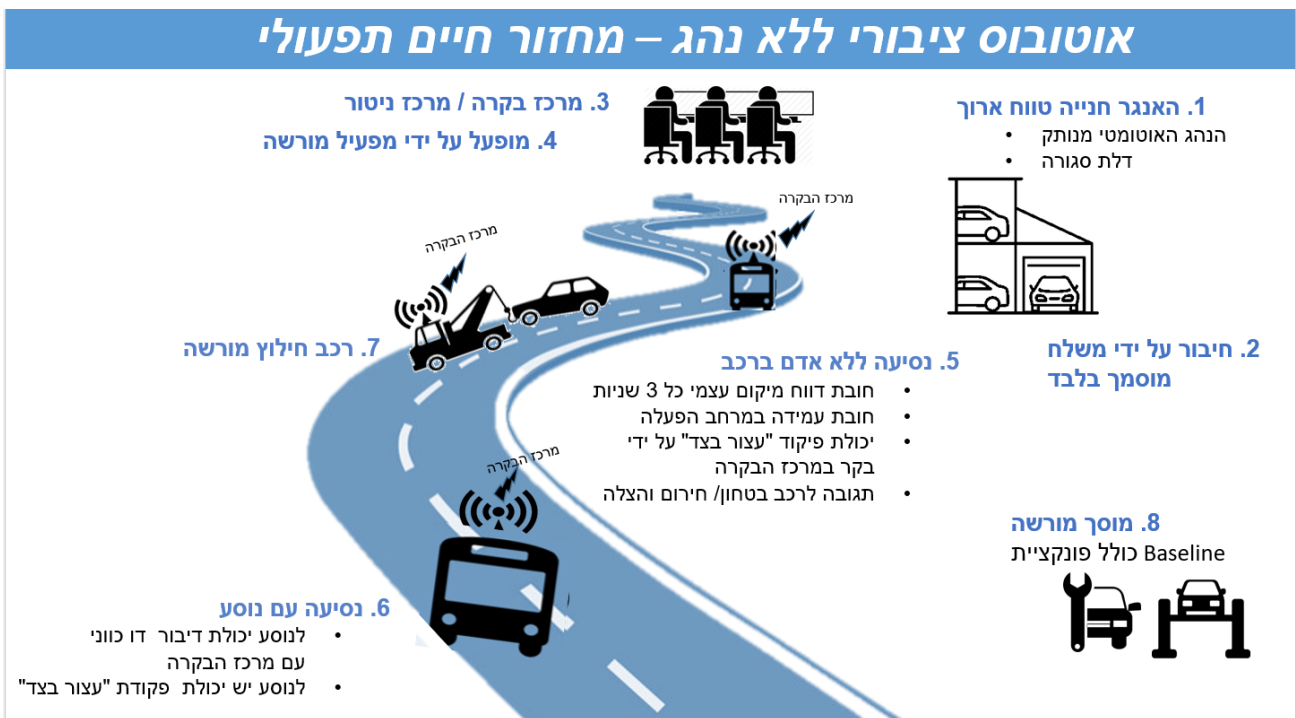 אוטובוס ציבורי ללא נהג – מחזור חיים תפעולי
1. האנגר חנייה טווח ארוך
• הנהג האוטומטי מנותק
• דלת סגורה
2. חיבור על ידי משלח
מוסמך בלבד
3. מרכז בקרה / מרכז ניטור
4. מופעל על ידי מפעיל מורשה
מרכז הבקרה
מרכז הבקרה
5. נסיעה ללא אדם ברכב
• חובת דווח מיקום עצמי כל 3 שניות
• חובת עמידה במרחב הפעלה
• יכולת פיקוד "עצור בצד" על ידי
בקר במרכז הבקרה
• תגובה לרכב בטחון/ חירום והצלה
מרכז הבקרה
6. נסיעה עם נוסע
• לנוסע יכולת דיבור דו כווני
עם מרכז הבקרה
• לנוסע יש יכולת פקודת "עצור בצד"
7. רכב חילוץ מורשה
8. מוסך מורשה
כולל פונקציית Baseline